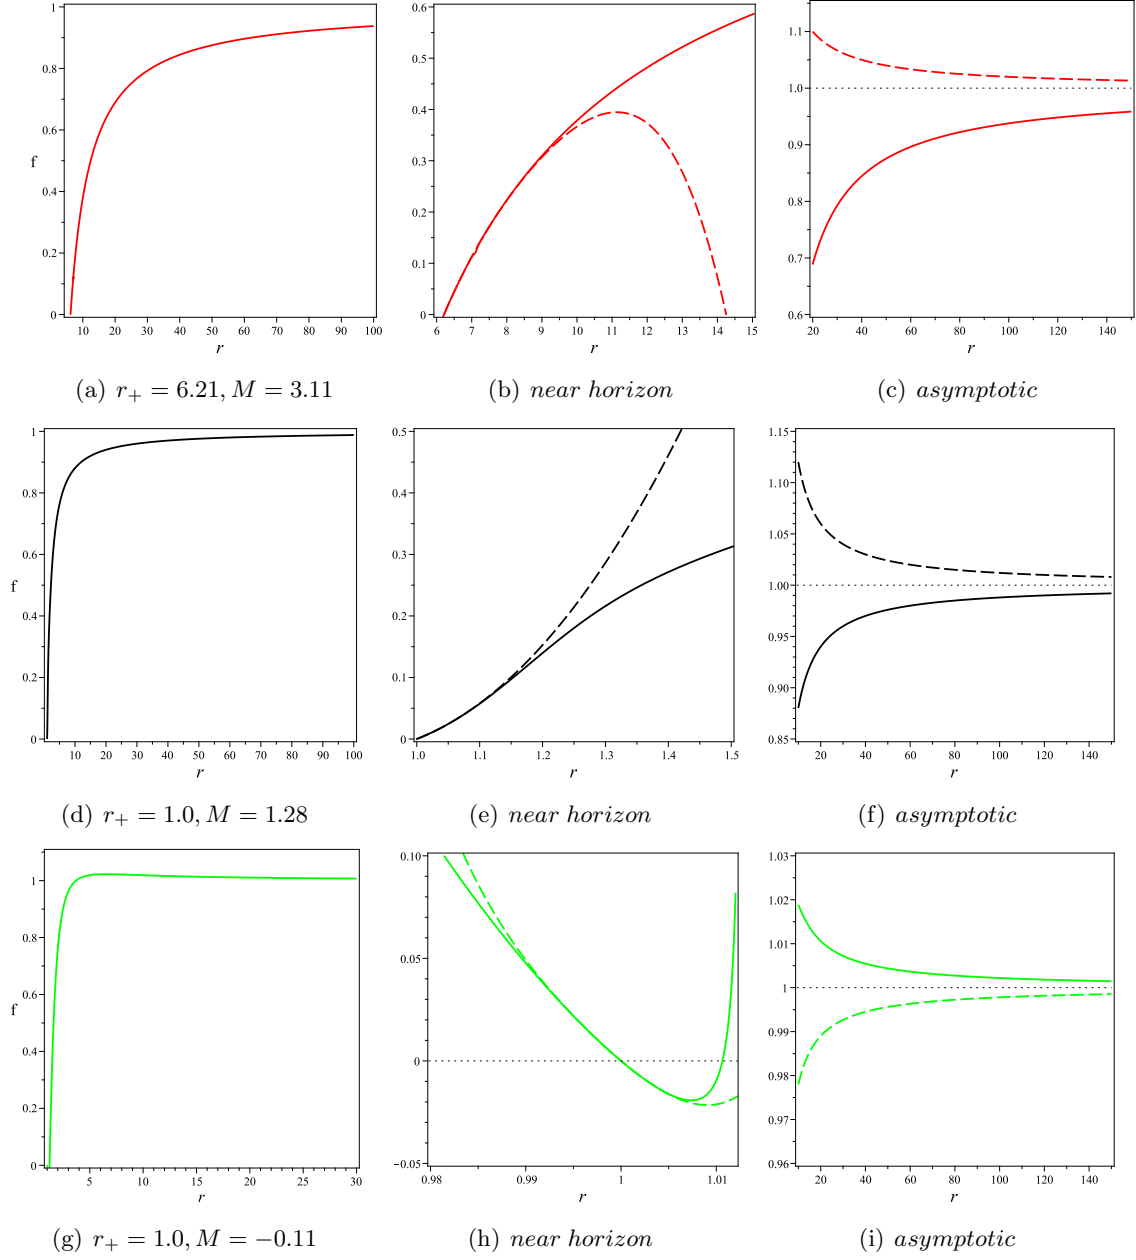 1
0.8
0.6
f
0.4
0.2
0
10 20 30 40 50 60 70 80 90 100
r
0.6
0.5
0.4
0.3
0.2
0.1
0
6 7 8 9 10 11 12 13 14 15
r
1.1
1.0
0.9
0.8
0.7
0.6
20 40 60 80 100 120 140
r
(a) r₊ = 6.21, M = 3.11
(b) near horizon
(c) asymptotic
1
0.8
0.6
f
0.4
0.2
0
10 20 30 40 50 60 70 80 90 100
r
0.5
0.4
0.3
0.2
0.1
0
1.0 1.1 1.2 1.3 1.4 1.5
r
1.15
1.10
1.05
1.00
0.95
0.90
0.85
20 40 60 80 100 120 140
r
(d) r₊ = 1.0, M = 1.28
(e) near horizon
(f) asymptotic
1
0.8
0.6
f
0.4
0.2
0
5 10 15 20 25 30
r
0.10
0.05
0
−0.05
0.98 0.99 1 1.01
r
1.03
1.02
1.01
1
0.99
0.98
0.97
0.96
20 40 60 80 100 120 140
r
(g) r₊ = 1.0, M = −0.11
(h) near horizon
(i) asymptotic